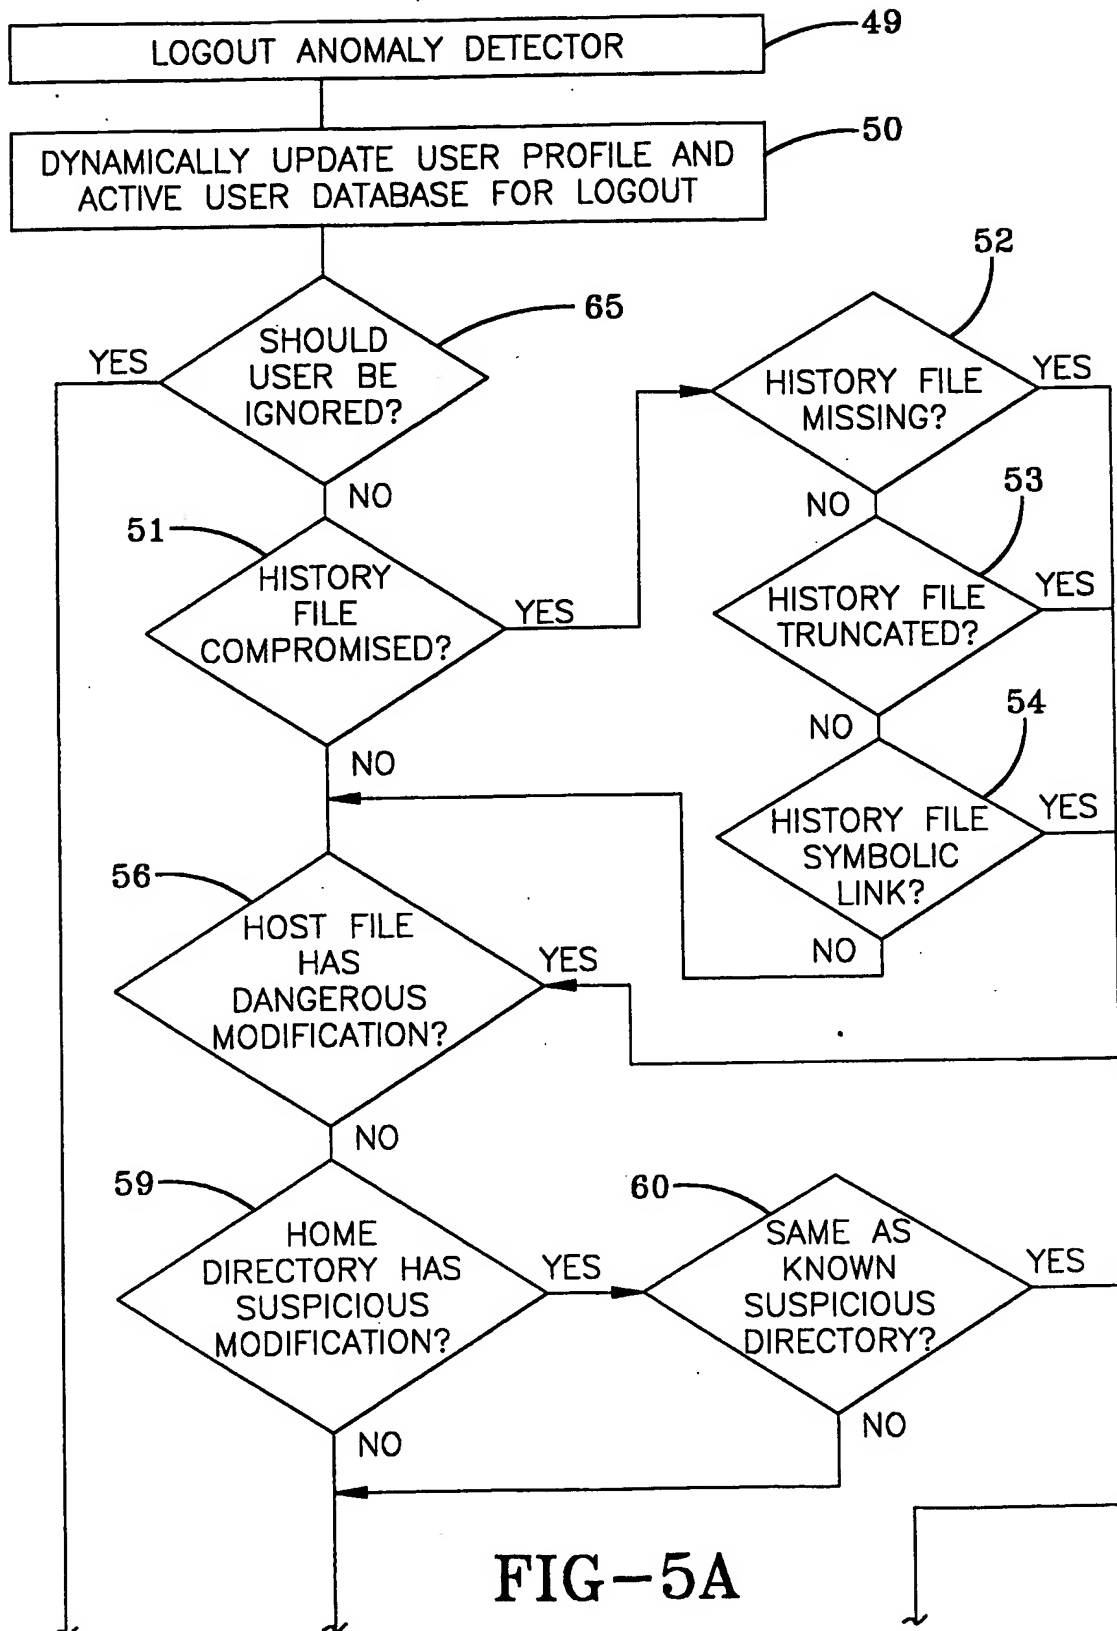 LOGOUT ANOMALY DETECTOR
49
DYNAMICALLY UPDATE USER PROFILE AND
ACTIVE USER DATABASE FOR LOGOUT
50
SHOULD
USER BE
IGNORED?
65
YES
NO
51
HISTORY
FILE
COMPROMISED?
YES
NO
52
HISTORY FILE
MISSING?
YES
NO
53
HISTORY FILE
TRUNCATED?
YES
NO
54
HISTORY FILE
SYMBOLIC
LINK?
YES
NO
56
HOST FILE
HAS
DANGEROUS
MODIFICATION?
YES
NO
59
HOME
DIRECTORY HAS
SUSPICIOUS
MODIFICATION?
YES
NO
60
SAME AS
KNOWN
SUSPICIOUS
DIRECTORY?
YES
NO
FIG-5A